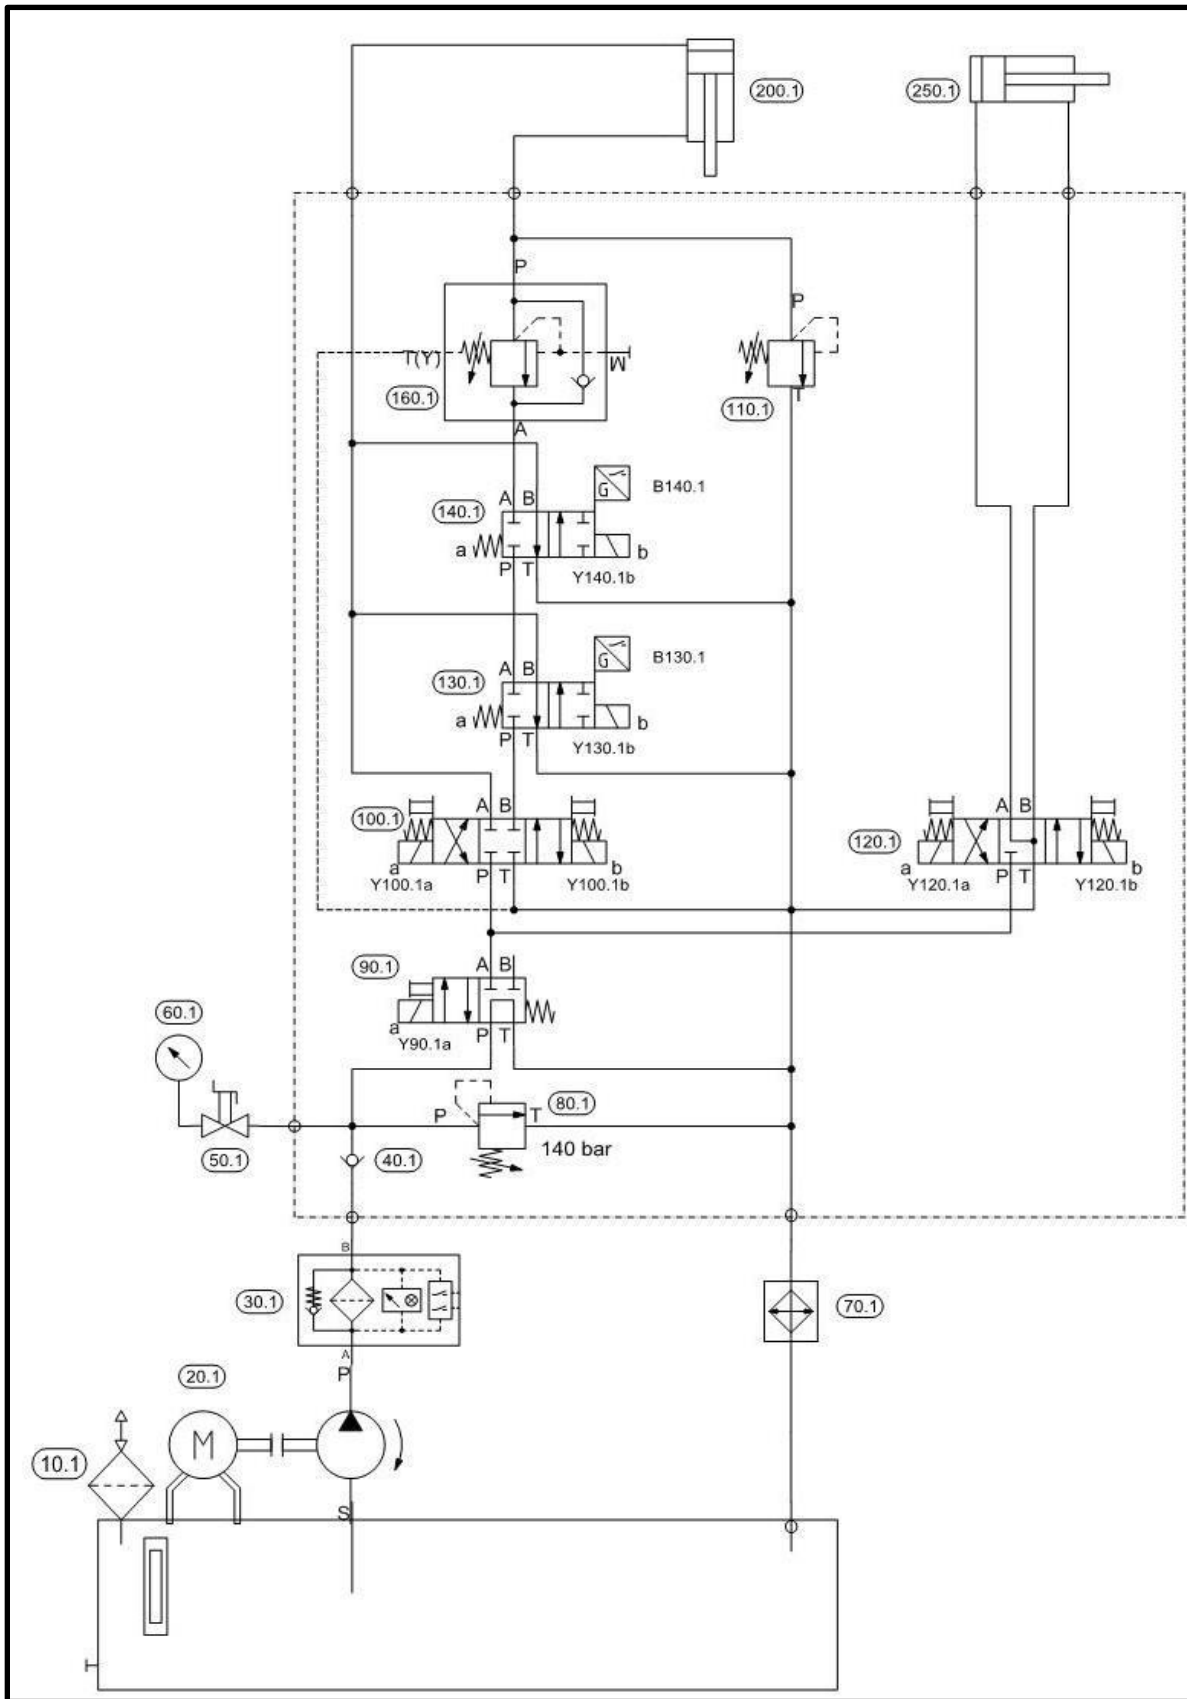 200.1
250.1
P
P
T(Y)
M
160.1
110.1
T
A
A B
G
B140.1
140.1
a
b
P T
Y140.1b
A B
G
B130.1
130.1
a
b
P T
Y130.1b
A B
A B
100.1
120.1
a
b
a
b
Y100.1a
P T
Y100.1b
Y120.1a
P T
Y120.1b
90.1
A B
a
Y90.1a
P T
60.1
P
T
80.1
50.1
40.1
140 bar
B
30.1
70.1
A
P
20.1
M
10.1
S